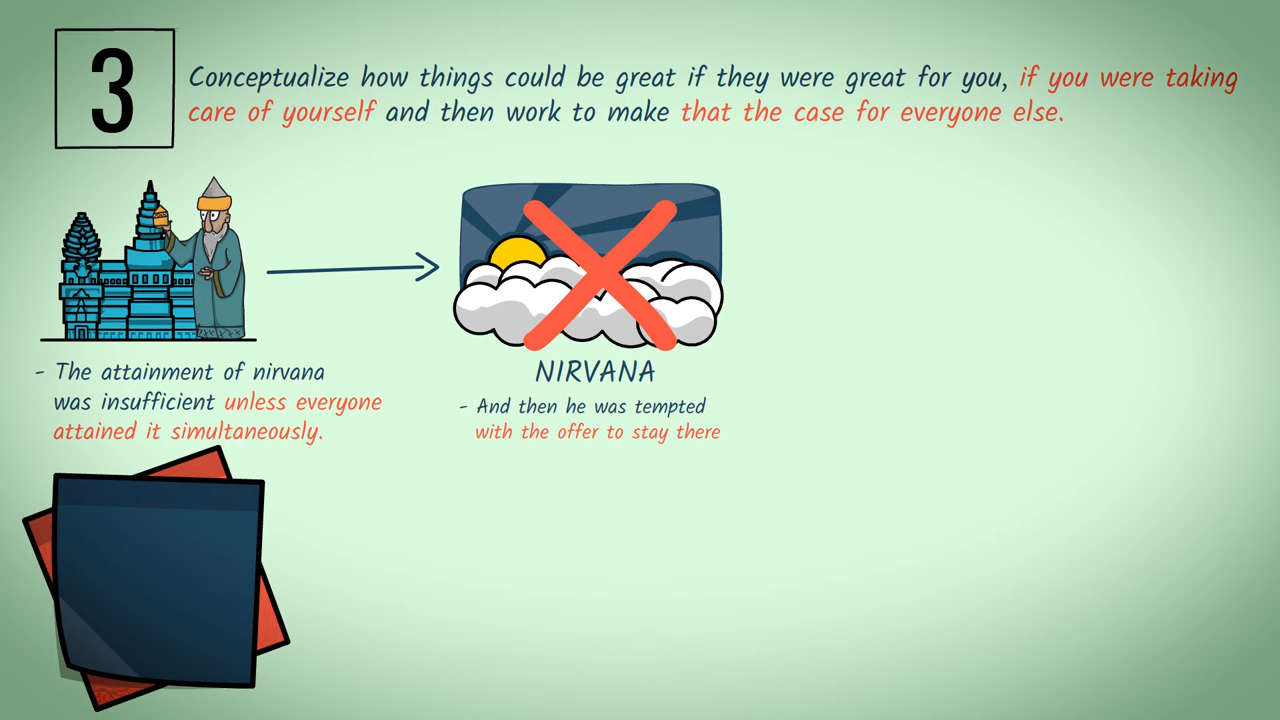 3
Conceptualize how things could be great if they were great for you, if you were taking
care of yourself and then work to make that the case for everyone else.
- The attainment of nirvana
was insufficient unless everyone
attained it simultaneously.
NIRVANA
- And then he was tempted
with the offer to stay there